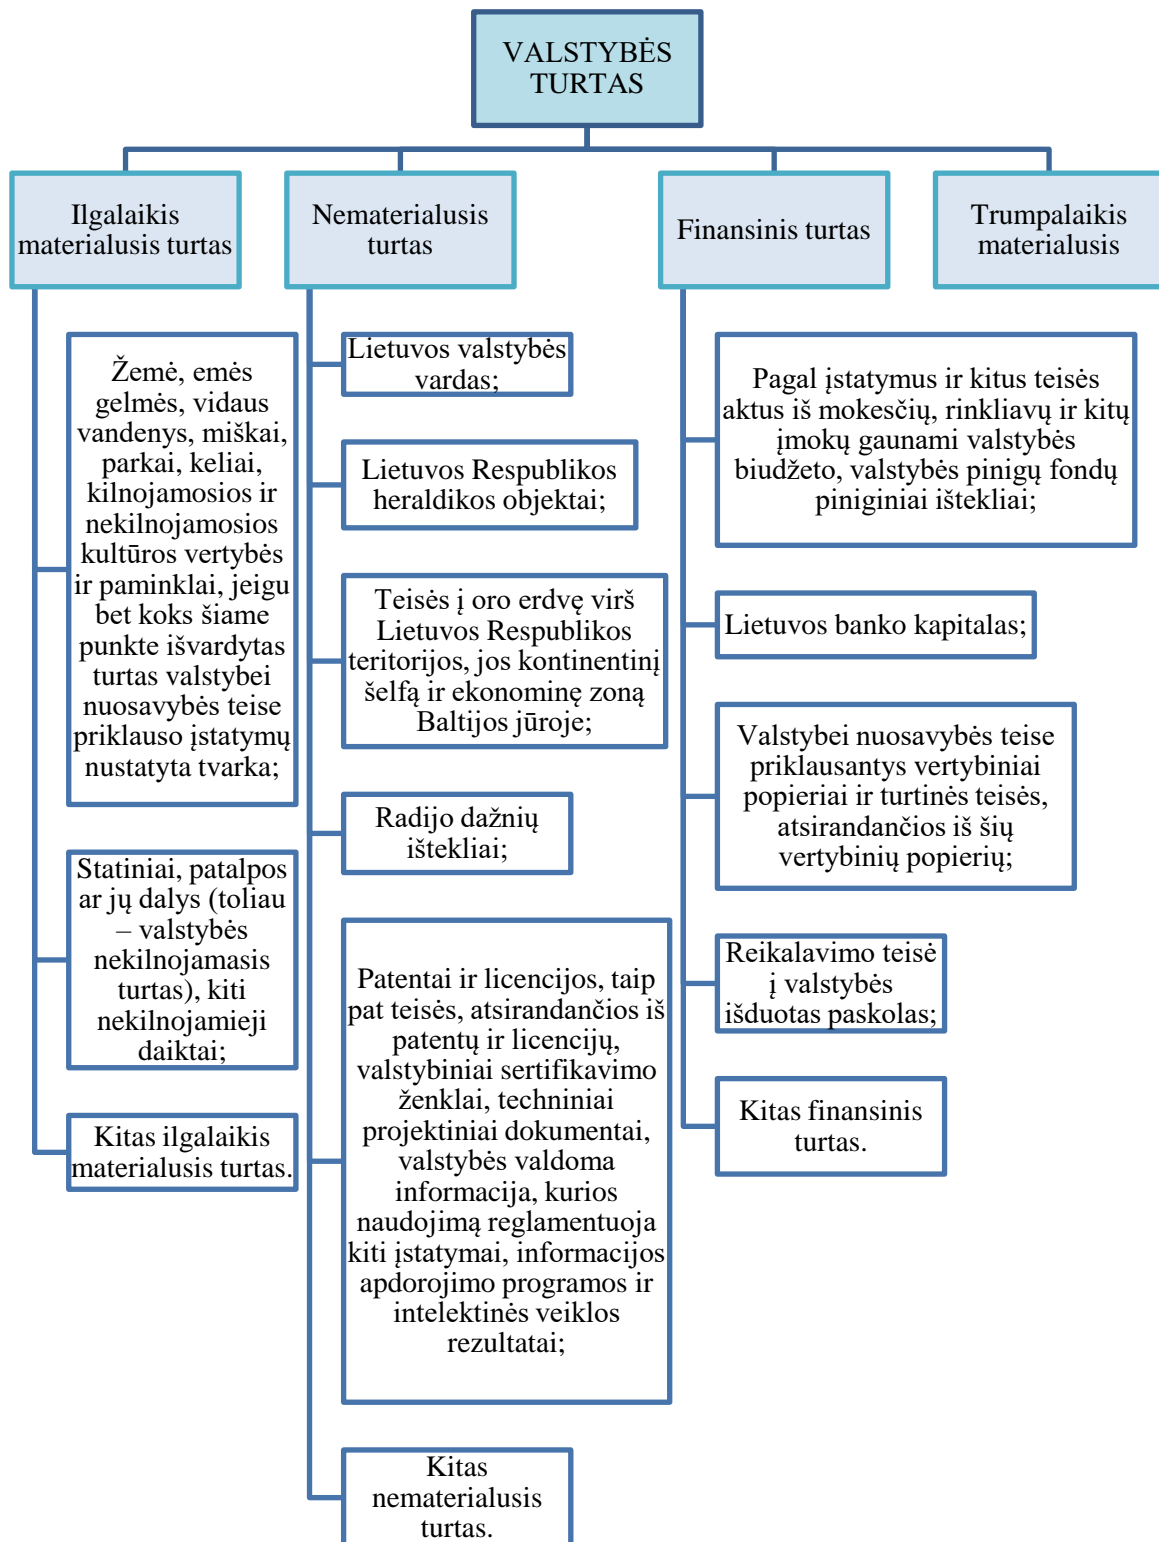 VALSTYBĖS
TURTAS
Ilgalaikis
materialusis turtas
Nematerialusis
turtas
Finansinis turtas
Trumpalaikis
materialusis
Žemė, emės
gelmės, vidaus
vandenys, miškai,
parkai, keliai,
kilnojamosios ir
nekilnojamosios
kultūros vertybės
ir paminklai, jeigu
bet koks šiame
punkte išvardytas
turtas valstybei
nuosavybės teise
priklauso įstatymų
nustatyta tvarka;
Statiniai, patalpos
ar jų dalys (toliau
– valstybės
nekilnojamasis
turtas), kiti
nekilnojamieji
daiktai;
Kitas ilgalaikis
materialusis turtas.
Lietuvos valstybės
vardas;
Lietuvos Respublikos
heraldikos objektai;
Teisės į oro erdvę virš
Lietuvos Respublikos
teritorijos, jos kontinentinį
šelfą ir ekonominę zoną
Baltijos jūroje;
Radijo dažnių
ištekliai;
Patentai ir licencijos, taip
pat teisės, atsirandančios iš
patentų ir licencijų,
valstybiniai sertifikavimo
ženklai, techniniai
projektiniai dokumentai,
valstybės valdoma
informacija, kurios
naudojimą reglamentuoja
kiti įstatymai, informacijos
apdorojimo programos ir
intelektinės veiklos
rezultatai;
Kitas
nematerialusis
turtas.
Pagal įstatymus ir kitus teisės
aktus iš mokesčių, rinkliavų ir kitų
įmokų gaunami valstybės
biudžeto, valstybės pinigų fondų
piniginiai ištekliai;
Lietuvos banko kapitalas;
Valstybei nuosavybės teise
priklausantys vertybiniai
popieriai ir turtinės teisės,
atsirandančios iš šių
vertybinių popierių;
Reikalavimo teisė
į valstybės
išduotas paskolas;
Kitas finansinis
turtas.